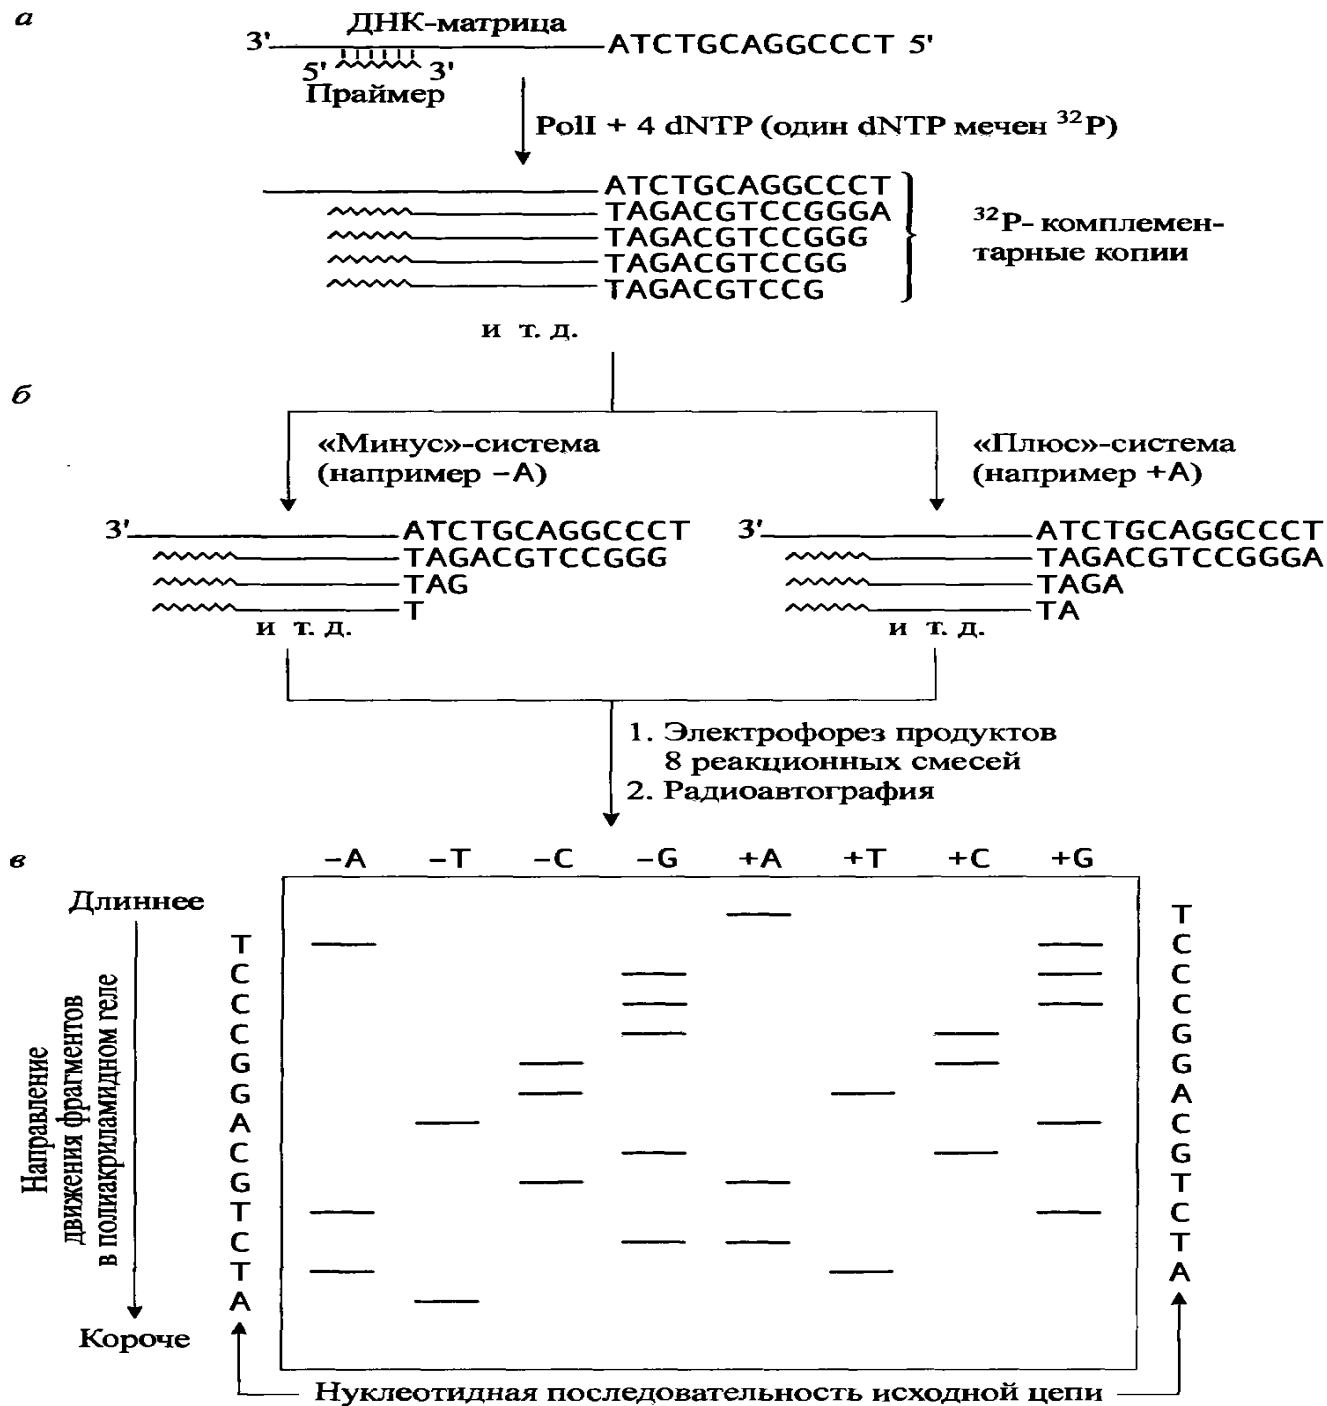 а
ДНК-матрица
3' ATCTGCAGGCCCT 5'
5' 3'
Праймер
PolI + 4 dNTP (один dNTP мечен ³²P)
ATCTGCAGGCCCT
TAGACGTCCGGGA
TAGACGTCCGGG
TAGACGTCCGG
TAGACGTCCG
³²P- комплемен-
тарные копии
и т. д.
б
«Минус»-система
(например –A)
«Плюс»-система
(например +A)
3' ATCTGCAGGCCCT
TAGACGTCCGGG
TAG
T
и т. д.
3' ATCTGCAGGCCCT
TAGACGTCCGGGA
TAGA
TA
и т. д.
1. Электрофорез продуктов
8 реакционных смесей
2. Радиоавтография
в
–A –T –C –G +A +T +C +G
Длиннее
Направление
движения фрагментов
в полиакриламидном геле
Короче
T
C
C
C
G
G
A
C
G
T
C
T
A
T
C
C
C
G
G
A
C
G
T
C
T
A
Нуклеотидная последовательность исходной цепи